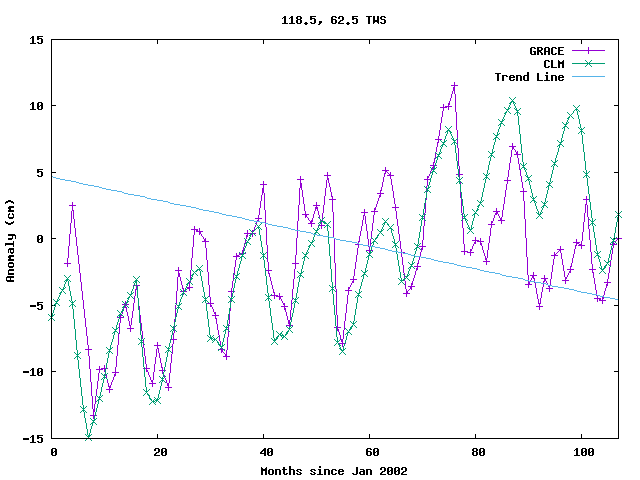 118.5, 62.5 TWS
GRACE
CLM
Trend Line
15
10
5
0
-5
-10
-15
Anomaly (cm)
0 20 40 60 80 100
Months since Jan 2002